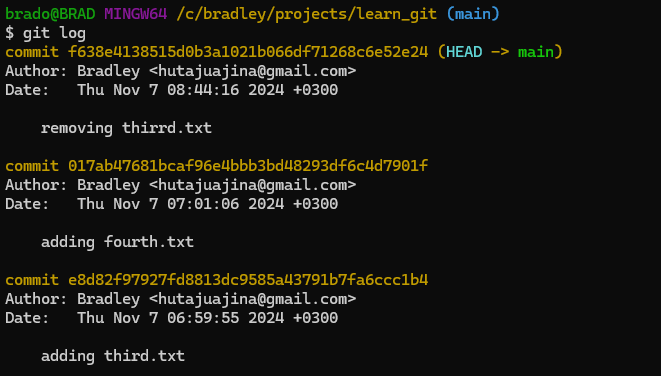 brado@BRAD MINGW64 /c/bradley/projects/learn_git (main)
$ git log
commit f638e4138515d0b3a1021b066df71268c6e52e24 (HEAD -> main)
Author: Bradley <hutajuajina@gmail.com>
Date:   Thu Nov 7 08:44:16 2024 +0300
    removing thirrd.txt
commit 017ab47681bcaf96e4bbb3bd48293df6c4d7901f
Author: Bradley <hutajuajina@gmail.com>
Date:   Thu Nov 7 07:01:06 2024 +0300
    adding fourth.txt
commit e8d82f97927fd8813dc9585a43791b7fa6ccc1b4
Author: Bradley <hutajuajina@gmail.com>
Date:   Thu Nov 7 06:59:55 2024 +0300
    adding third.txt